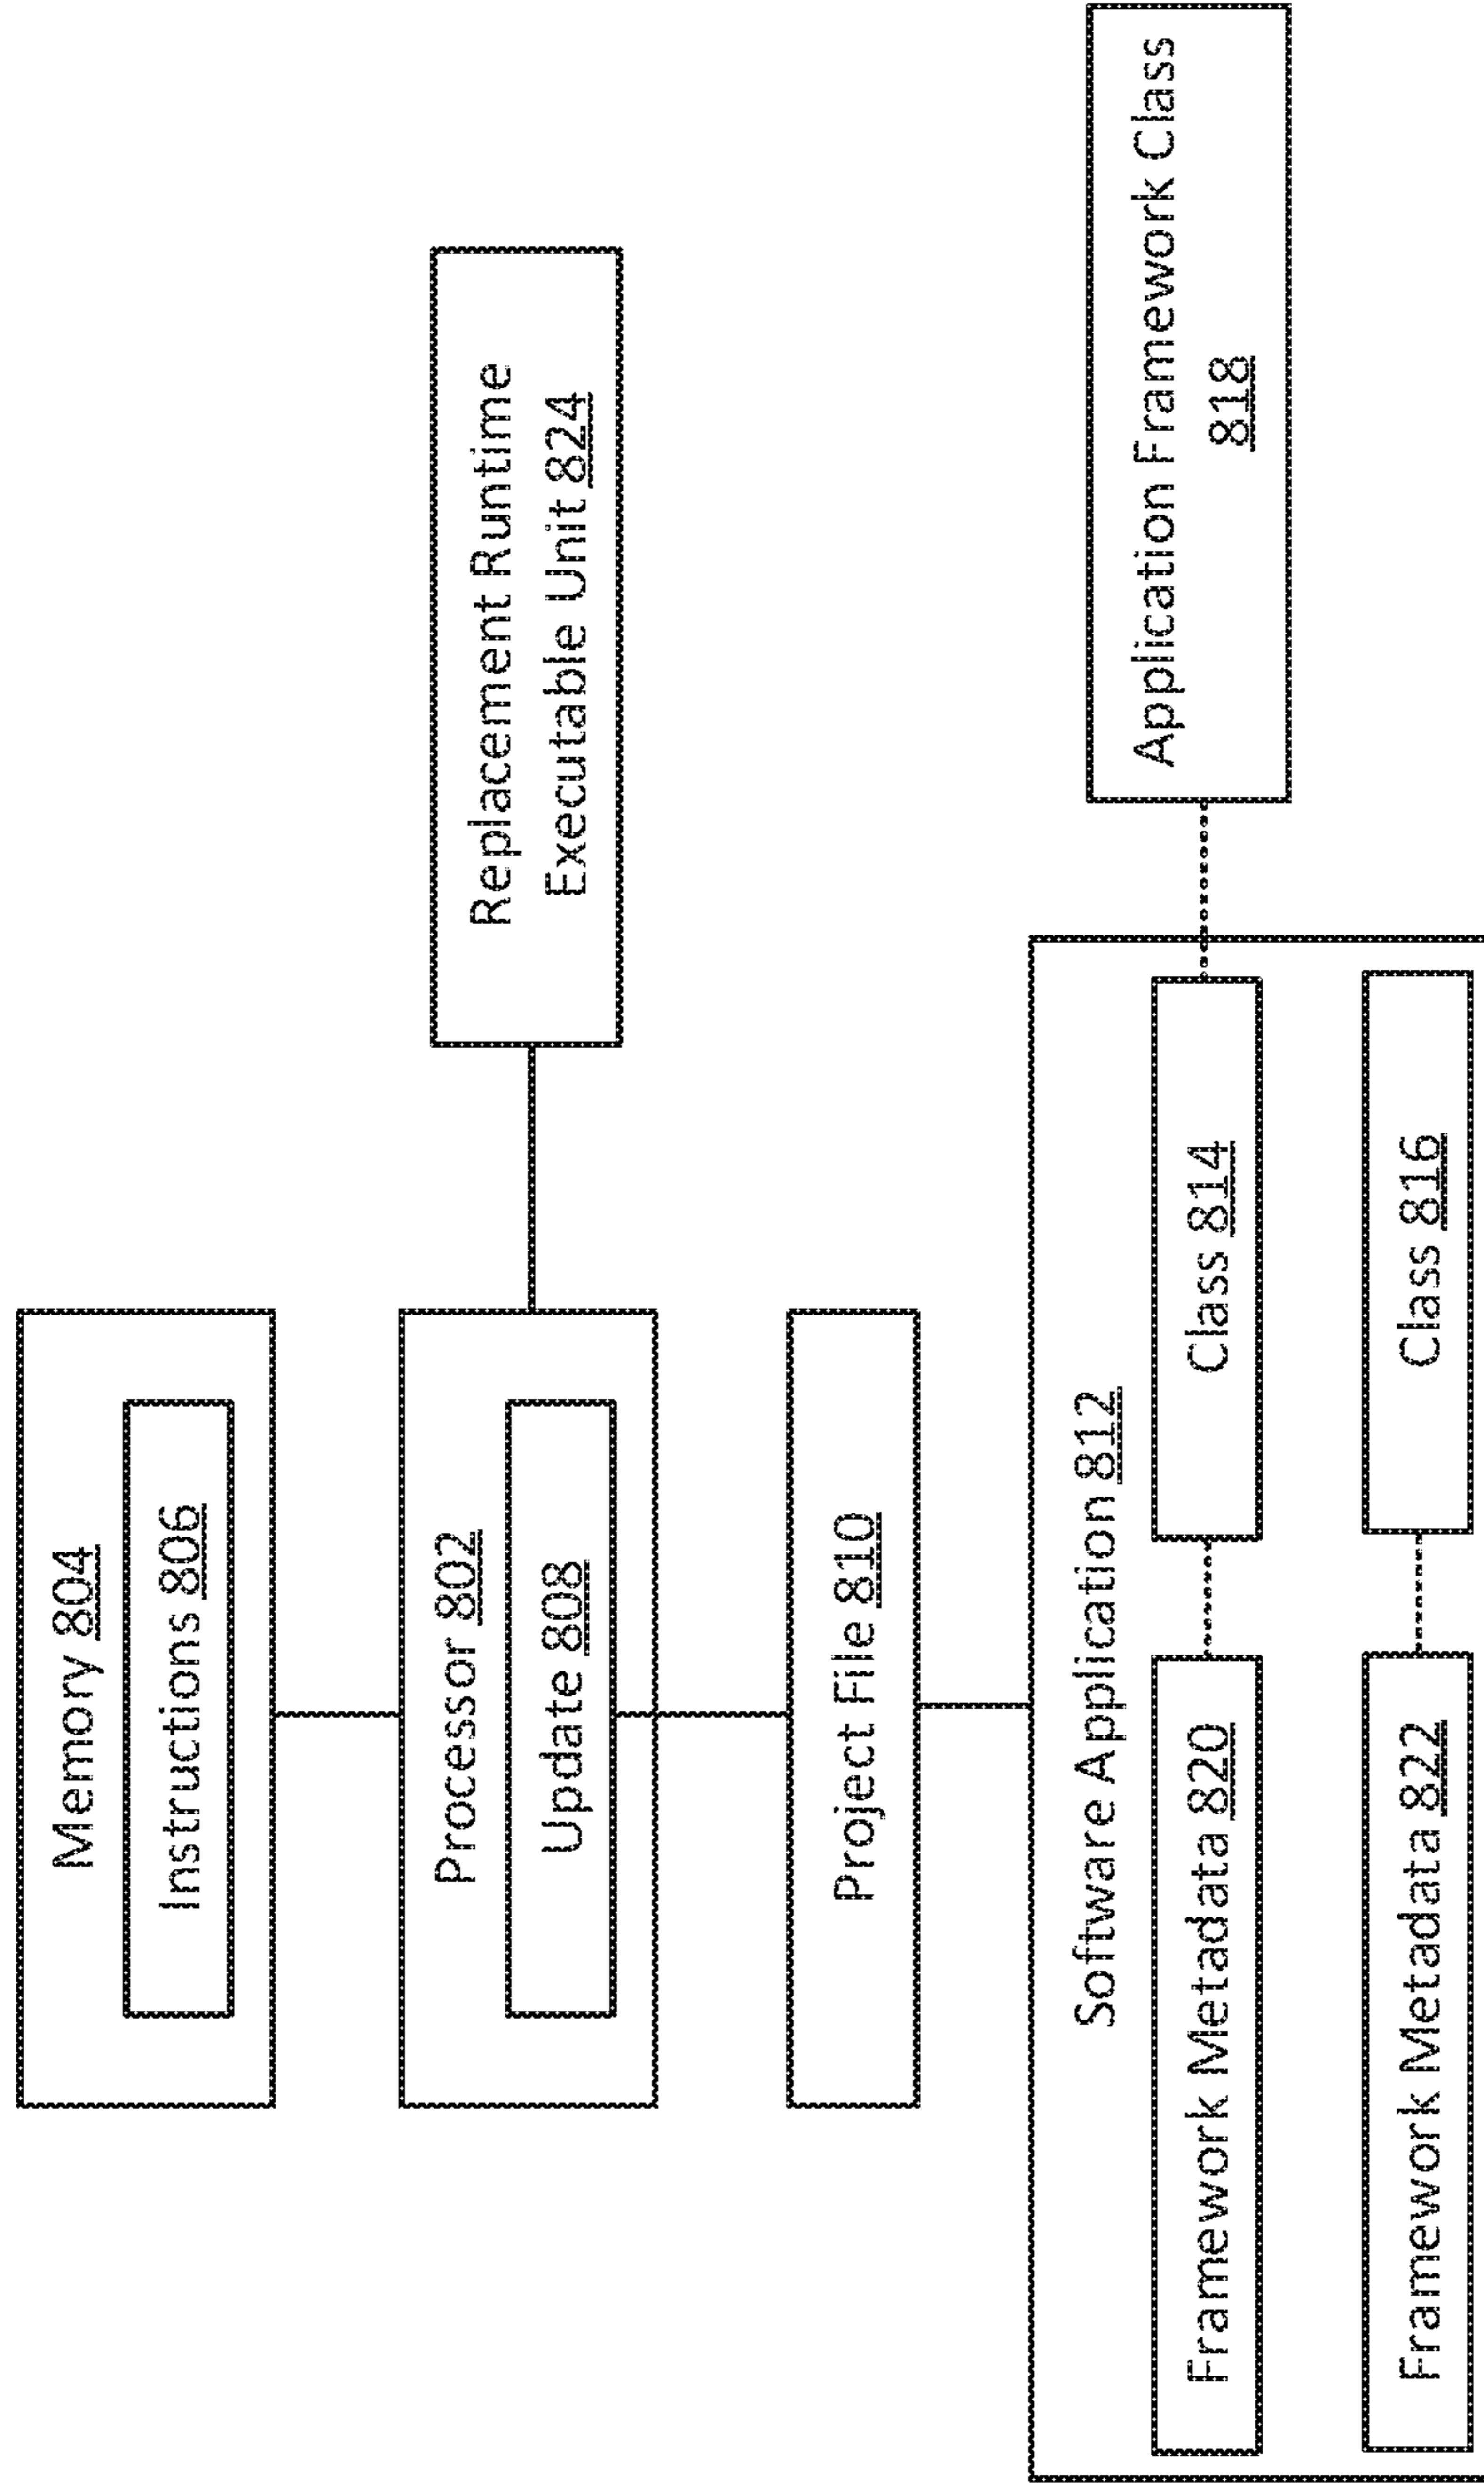 Memory 804
Instructions 806
Processor 802
Update 808
Replacement Runtime
Executable Unit 824
Project File 810
Software Application 812
Framework Metadata 820
Class 814
Application Framework Class
818
Framework Metadata 822
Class 816